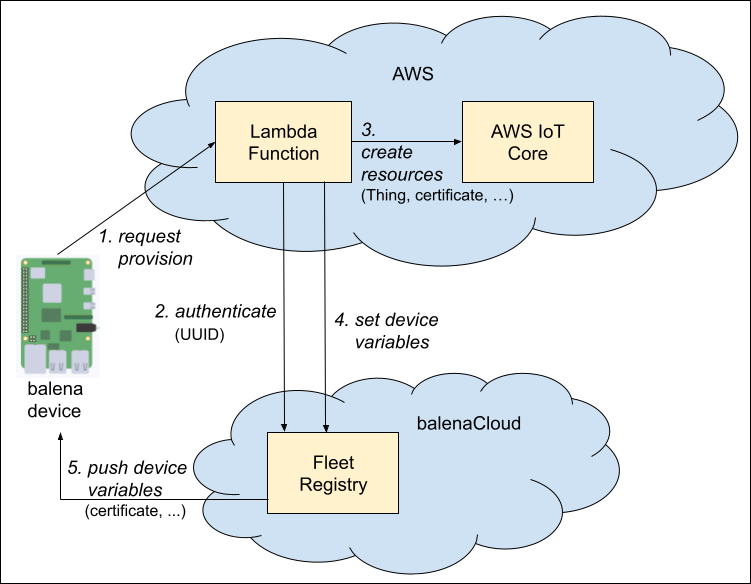 AWS
Lambda
Function
3.
create
resources
(Thing, certificate, ...)
AWS IoT
Core
1. request
provision
2. authenticate
(UUID)
4. set device
variables
balena
device
balenaCloud
Fleet
Registry
5. push device
variables
(certificate, ...)